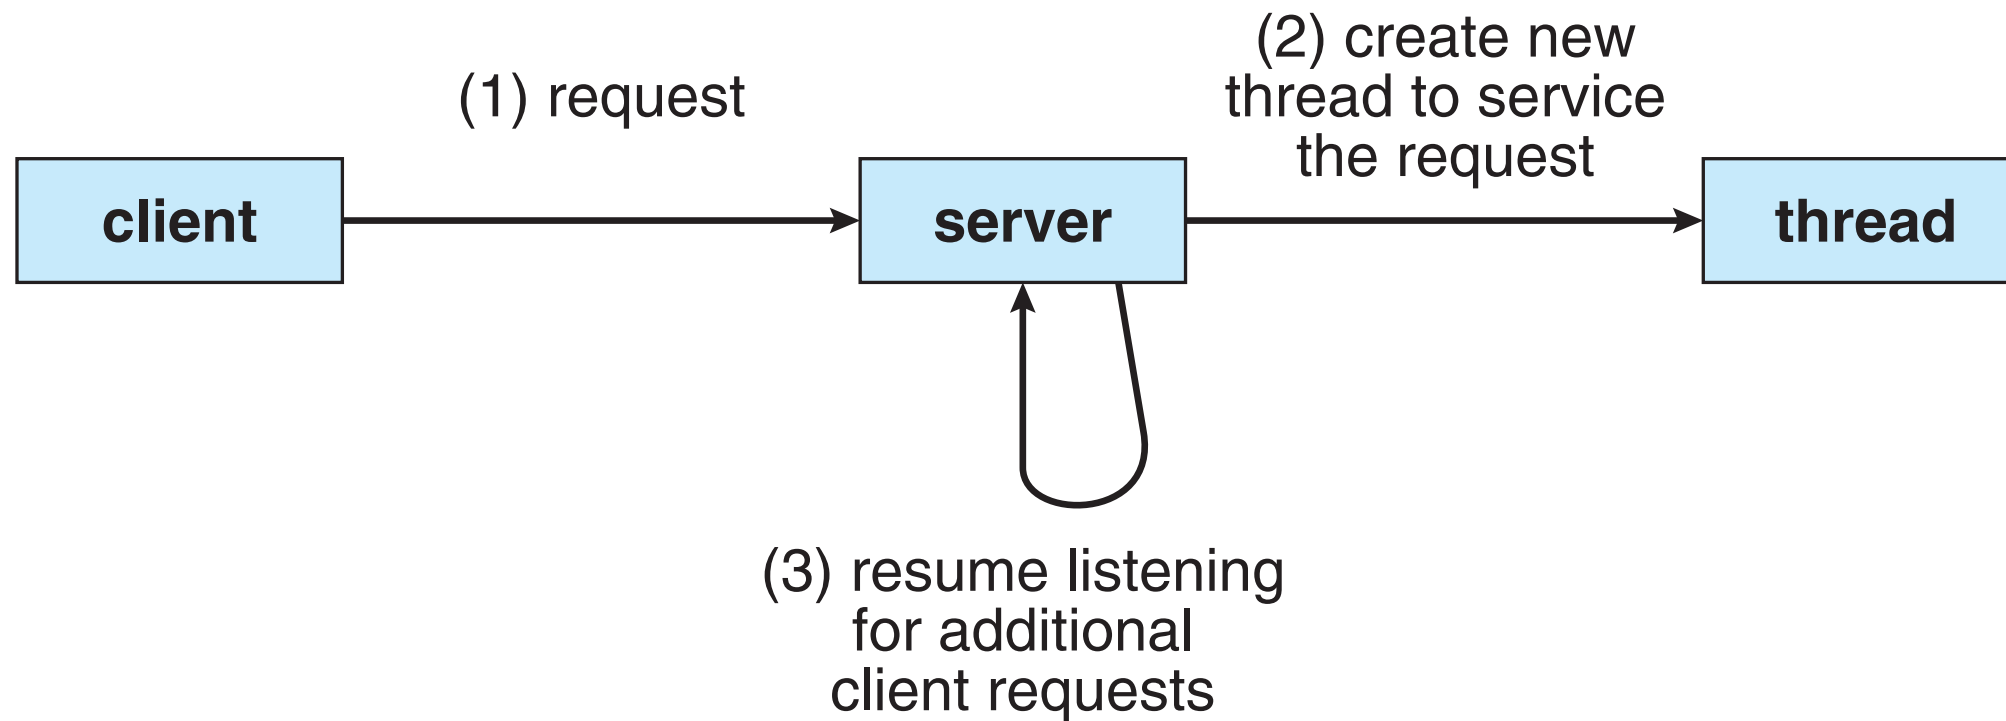 (1) request
(2) create new
thread to service
the request
client
server
thread
(3) resume listening
for additional
client requests